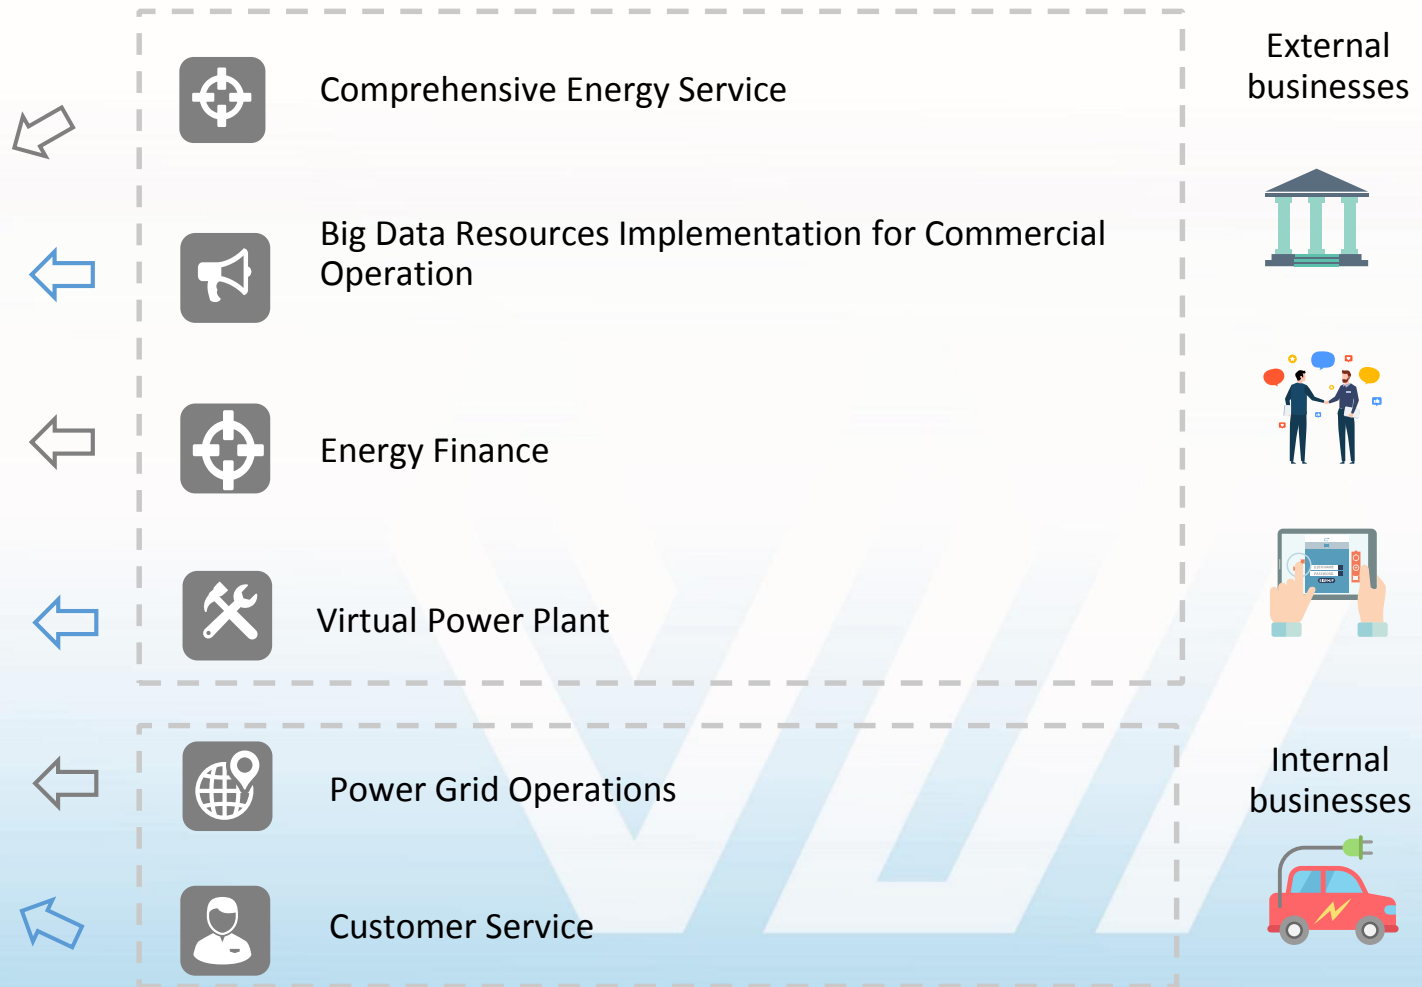 External
businesses
Comprehensive Energy Service
Big Data Resources Implementation for Commercial
Operation
Energy Finance
Virtual Power Plant
Internal
businesses
Power Grid Operations
Customer Service